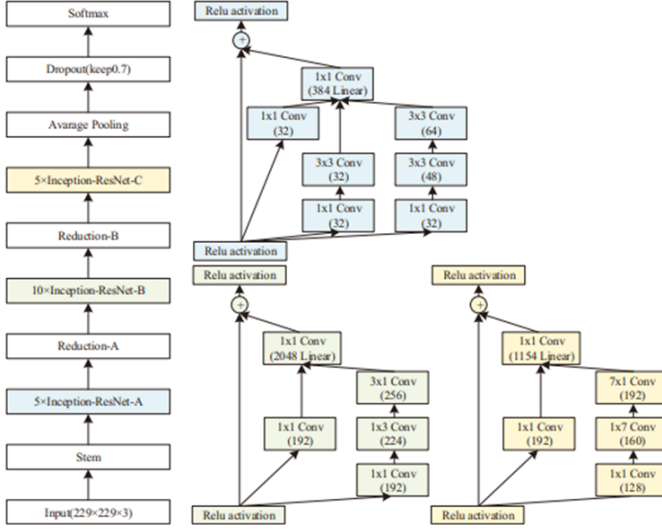 Softmax
Dropout(keep0.7)
Avarage Pooling
5×Inception-ResNet-C
Reduction-B
10×Inception-ResNet-B
Reduction-A
5×Inception-ResNet-A
Stem
Input(229×229×3)
Relu activation
+
1x1 Conv
(384 Linear)
1x1 Conv
(32)
3x3 Conv
(64)
3x3 Conv
(32)
3x3 Conv
(48)
1x1 Conv
(32)
1x1 Conv
(32)
Relu activation
Relu activation
+
1x1 Conv
(2048 Linear)
3x1 Conv
(256)
1x1 Conv
(192)
1x3 Conv
(224)
1x1 Conv
(192)
Relu activation
Relu activation
+
1x1 Conv
(1154 Linear)
7x1 Conv
(192)
1x1 Conv
(192)
1x7 Conv
(160)
1x1 Conv
(128)
Relu activation